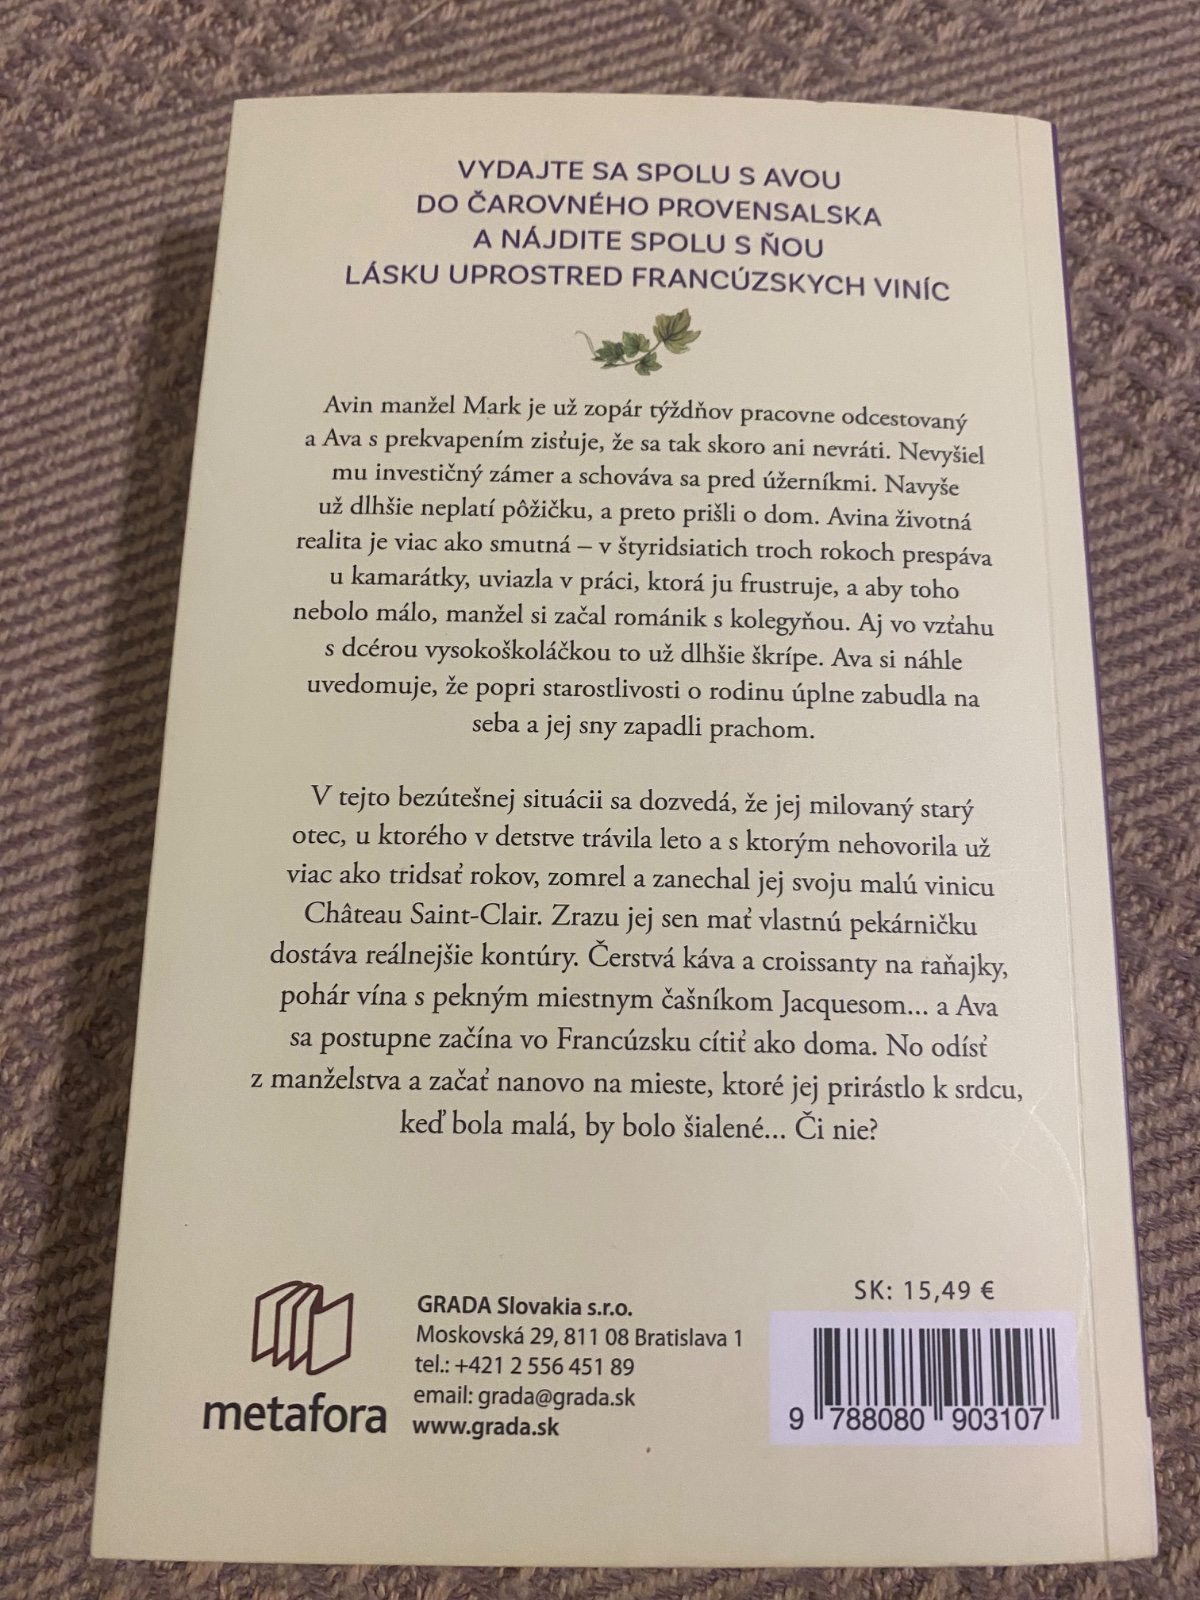 VYDAJTE SA SPOLU S AVOU
DO ČAROVNÉHO PROVENSALSKA
A NÁJDITE SPOLU S ŇOU
LÁSKU UPROSTRED FRANCÚZSKYCH VINÍC
Avin manžel Mark je už zopár týždňov pracovne odcestovaný
a Ava s prekvapením zisťuje, že sa tak skoro ani nevráti. Nevyšiel
mu investičný zámer a schováva sa pred úžerníkmi. Navyše
už dlhšie neplatí pôžičku, a preto prišli o dom. Avina životná
realita je viac ako smutná – v štyridsiatich troch rokoch prespáva
u kamarátky, uviazla v práci, ktorá ju frustruje, a aby toho
nebolo málo, manžel si začal románik s kolegyňou. Aj vo vzťahu
s dcérou vysokoškoláčkou to už dlhšie škrípe. Ava si náhle
uvedomuje, že popri starostlivosti o rodinu úplne zabudla na
seba a jej sny zapadli prachom.
V tejto bezútešnej situácii sa dozvedá, že jej milovaný starý
otec, u ktorého v detstve trávila leto a s ktorým nehovorila už
viac ako tridsať rokov, zomrel a zanechal jej svoju malú vinicu
Château Saint-Clair. Zrazu jej sen mať vlastnú pekárničku
dostáva reálnejšie kontúry. Čerstvá káva a croissanty na raňajky,
pohár vína s pekným miestnym čašníkom Jacquesom... a Ava
sa postupne začína vo Francúzsku cítiť ako doma. No odísť
z manželstva a začať nanovo na mieste, ktoré jej prirástlo k srdcu,
keď bola malá, by bolo šialené... Či nie?
metafora
GRADA Slovakia s.r.o.
Moskovská 29, 811 08 Bratislava 1
tel.: +421 2 556 451 89
email: grada@grada.sk
www.grada.sk
SK: 15,49 €
9 788080 903107